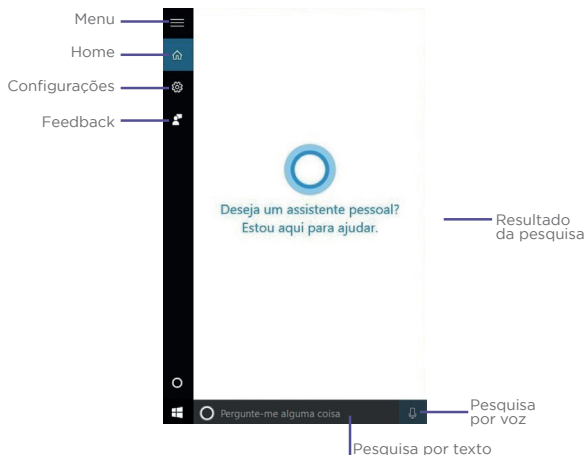 Menu
Home
Configurações
Feedback
Deseja um assistente pessoal?
Estou aqui para ajudar.
Resultado
da pesquisa
Pergunte-me alguma coisa
Pesquisa
por voz
Pesquisa por texto